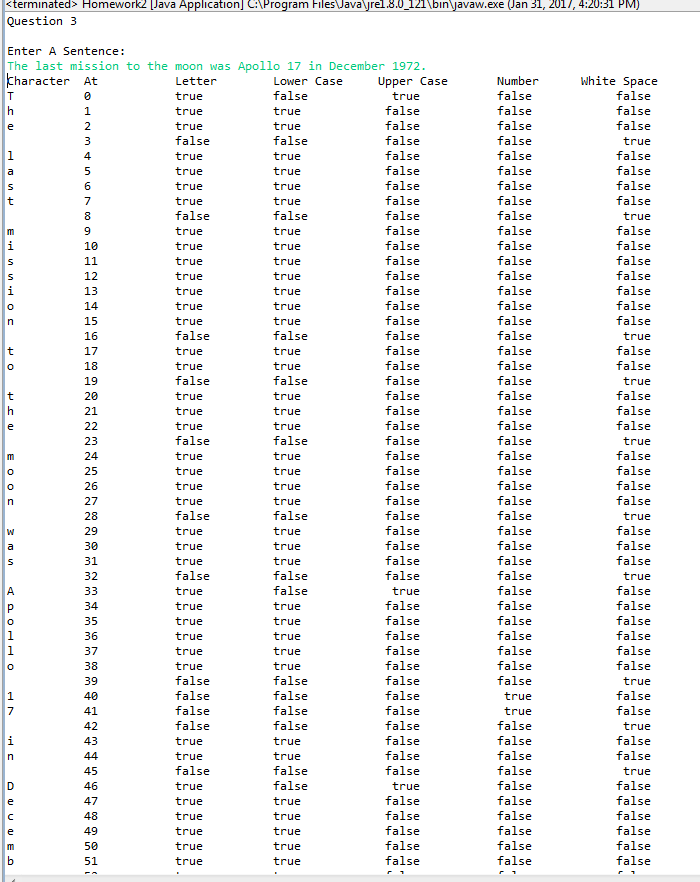 <terminated> Homework2 [Java Application] C:\Program Files\Java\jre1.8.0_121\bin\javaw.exe (Jan 31, 2017, 4:20:31 PM)
Question 3
Enter A Sentence:
The last mission to the moon was Apollo 17 in December 1972.
Character At Letter Lower Case Upper Case Number White Space
T 0 true false true false false
h 1 true true false false false
e 2 true true false false false
3 false false false false true
l 4 true true false false false
a 5 true true false false false
s 6 true true false false false
t 7 true true false false false
8 false false false false true
m 9 true true false false false
i 10 true true false false false
s 11 true true false false false
s 12 true true false false false
i 13 true true false false false
o 14 true true false false false
n 15 true true false false false
16 false false false false true
t 17 true true false false false
o 18 true true false false false
19 false false false false true
t 20 true true false false false
h 21 true true false false false
e 22 true true false false false
23 false false false false true
m 24 true true false false false
o 25 true true false false false
o 26 true true false false false
n 27 true true false false false
28 false false false false true
w 29 true true false false false
a 30 true true false false false
s 31 true true false false false
32 false false false false true
A 33 true false true false false
p 34 true true false false false
o 35 true true false false false
l 36 true true false false false
l 37 true true false false false
o 38 true true false false false
39 false false false false true
1 40 false false false true false
7 41 false false false true false
42 false false false false true
i 43 true true false false false
n 44 true true false false false
45 false false false false true
D 46 true false true false false
e 47 true true false false false
c 48 true true false false false
e 49 true true false false false
m 50 true true false false false
b 51 true true false false false